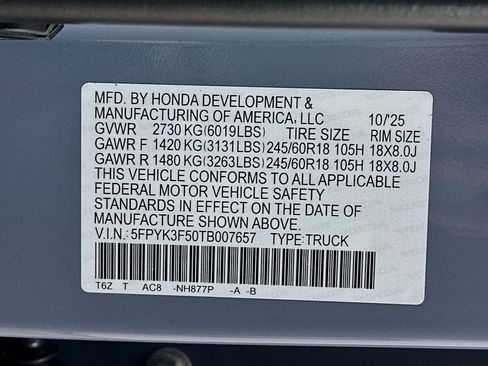 MFD. BY HONDA DEVELOPMENT &
MANUFACTURING OF AMERICA, LLC 10/'25
GVWR 2730 KG(6019LBS) TIRE SIZE RIM SIZE
GAWR F 1420 KG(3131LBS) 245/60R18 105H 18X8.0J
GAWR R 1480 KG(3263LBS) 245/60R18 105H 18X8.0J
THIS VEHICLE CONFORMS TO ALL APPLICABLE
FEDERAL MOTOR VEHICLE SAFETY
STANDARDS IN EFFECT ON THE DATE OF
MANUFACTURE SHOWN ABOVE.
V.I.N.: 5FPYK3F50TB007657 TYPE:TRUCK
T6Z T AC8 -NH877P -A -B